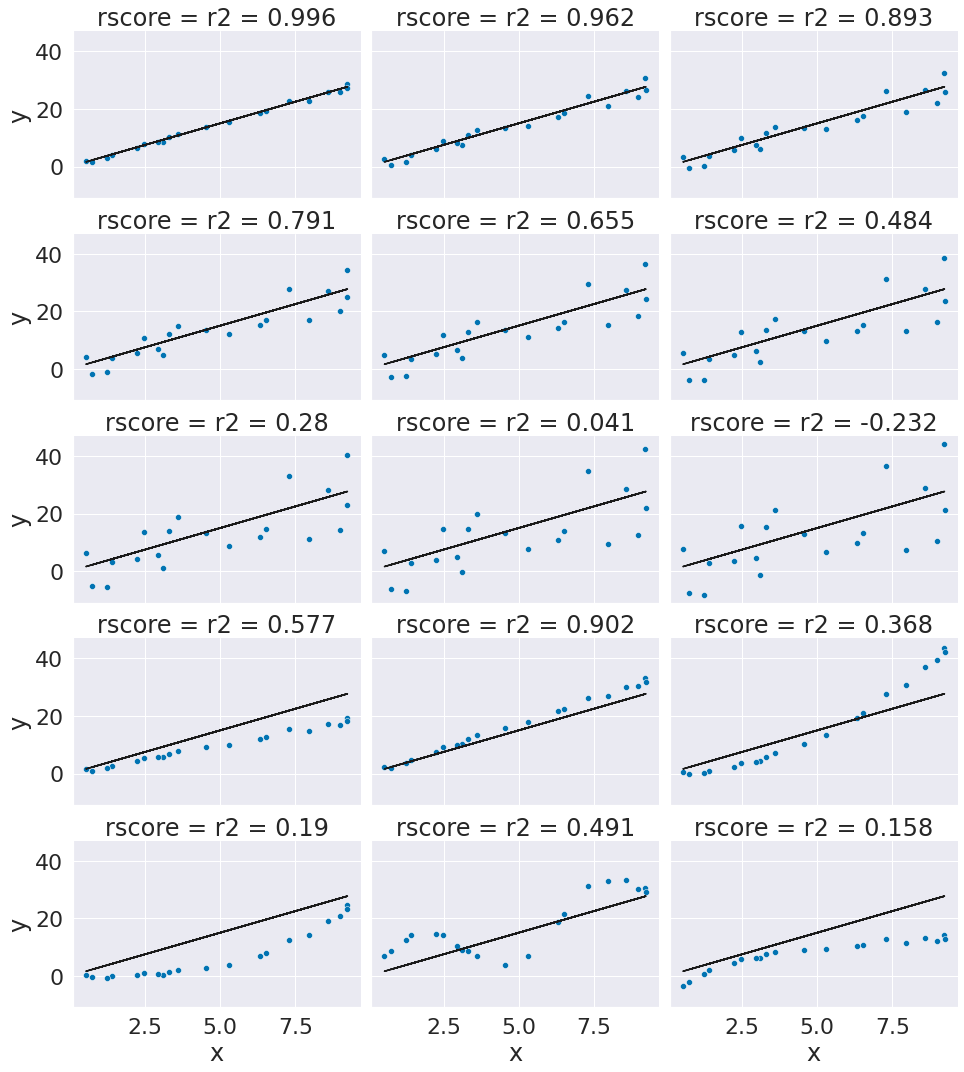 rscore = r2 = 0.996 rscore = r2 = 0.962 rscore = r2 = 0.893
40
20
0
y
rscore = r2 = 0.791 rscore = r2 = 0.655 rscore = r2 = 0.484
40
20
0
y
rscore = r2 = 0.28 rscore = r2 = 0.041 rscore = r2 = -0.232
40
20
0
y
rscore = r2 = 0.577 rscore = r2 = 0.902 rscore = r2 = 0.368
40
20
0
y
rscore = r2 = 0.19 rscore = r2 = 0.491 rscore = r2 = 0.158
40
20
0
y
2.5 5.0 7.5 2.5 5.0 7.5 2.5 5.0 7.5
x x x